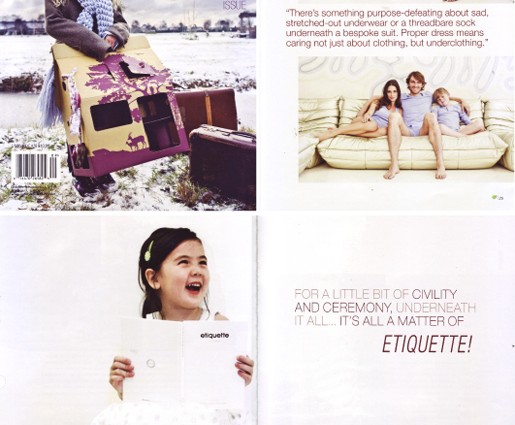 ISSUE
"There's something purpose-defeating about sad,
stretched-out underwear or a threadbare sock
underneath a bespoke suit. Proper dress means
caring not just about clothing, but underclothing."
etiquette
FOR A LITTLE BIT OF CIVILITY
AND CEREMONY, UNDERNEATH
IT ALL... IT'S ALL A MATTER OF
ETIQUETTE!